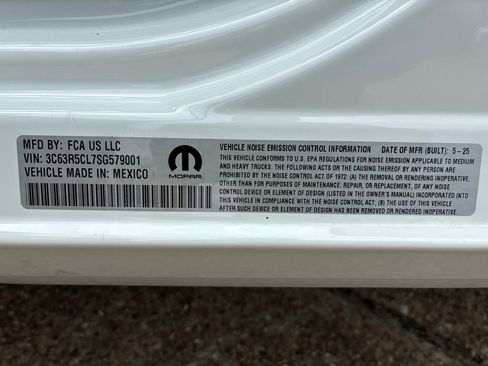 MFD BY: FCA US LLC
VIN: 3C63R5CL7SG579001
VEHICLE MADE IN: MEXICO
MOPAR
VEHICLE NOISE EMISSION CONTROL INFORMATION DATE OF MFR (BUILT): 5-25
THIS VEHICLE CONFORMS TO U.S. EPA REGULATIONS FOR NOISE EMISSION APPLICABLE TO MEDIUM
AND HEAVY TRUCKS. THE FOLLOWING ACTS OR THE CAUSING THEREOF BY ANY PERSON ARE
PROHIBITED BY THE NOISE CONTROL ACT OF 1972: (A) THE REMOVAL OR RENDERING INOPERATIVE,
OTHER THAN FOR PURPOSES OF MAINTENANCE, REPAIR, OR REPLACEMENT, OF ANY NOISE
CONTROL DEVICE OR ELEMENT OF DESIGN (LISTED IN THE OWNER'S MANUAL) INCORPORATED INTO
THIS VEHICLE IN COMPLIANCE WITH THE NOISE CONTROL ACT; (B) THE USE OF THIS VEHICLE
AFTER SUCH DEVICE OR ELEMENT OF DESIGN HAS BEEN REMOVED OR RENDERED INOPERATIVE.